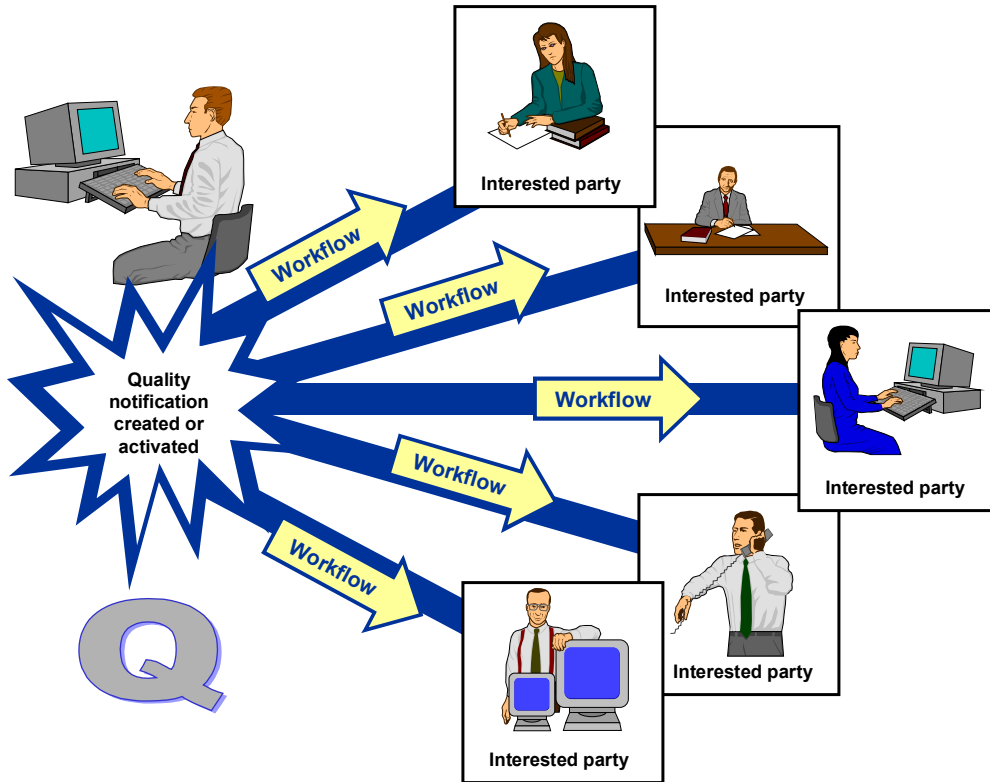 Interested party
Workflow
Interested party
Workflow
Quality
notification
created or
activated
Workflow
Interested party
Workflow
Workflow
Interested party
Q
Interested party